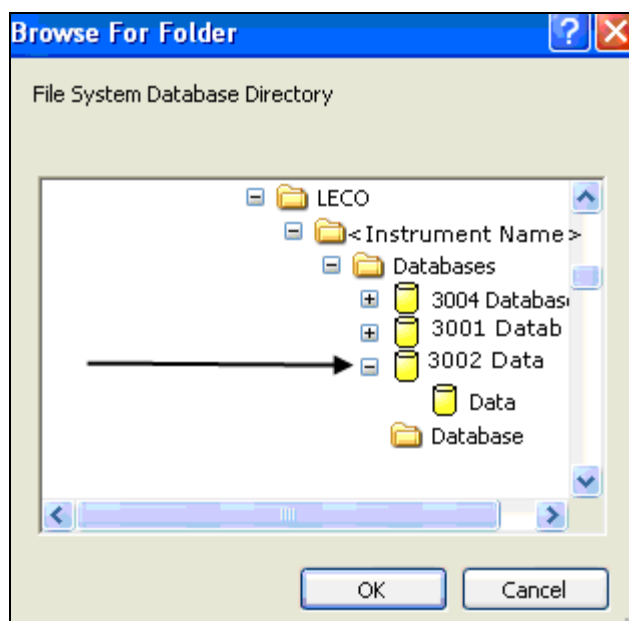 Browse For Folder
File System Database Directory
LECO
<Instrument Name>
Databases
3004 Databas
3001 Datab
3002 Data
Data
Database
OK
Cancel